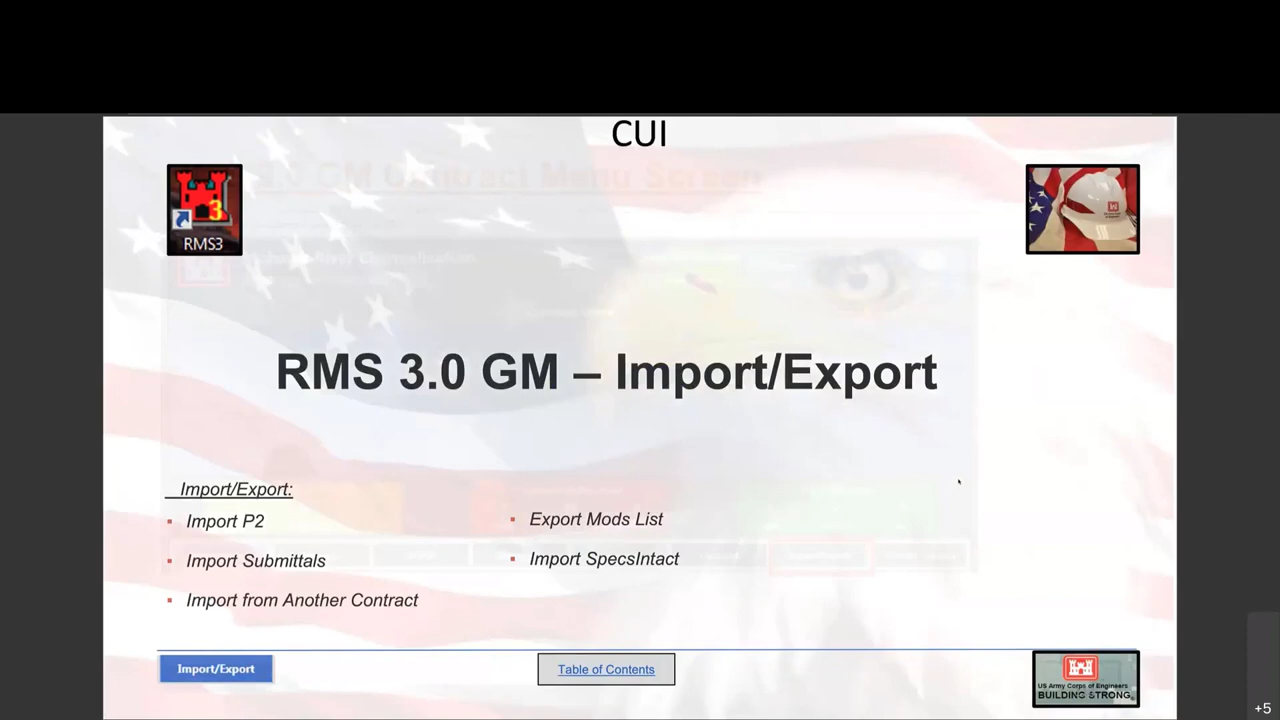 CUI
3
RMS3
RMS 3.0 GM – Import/Export
Import/Export:
▪ Import P2
▪ Import Submittals
▪ Import from Another Contract
▪ Export Mods List
▪ Import SpecsIntact
Import/Export
Table of Contents
US Army Corps of Engineers
BUILDING STRONG
+5